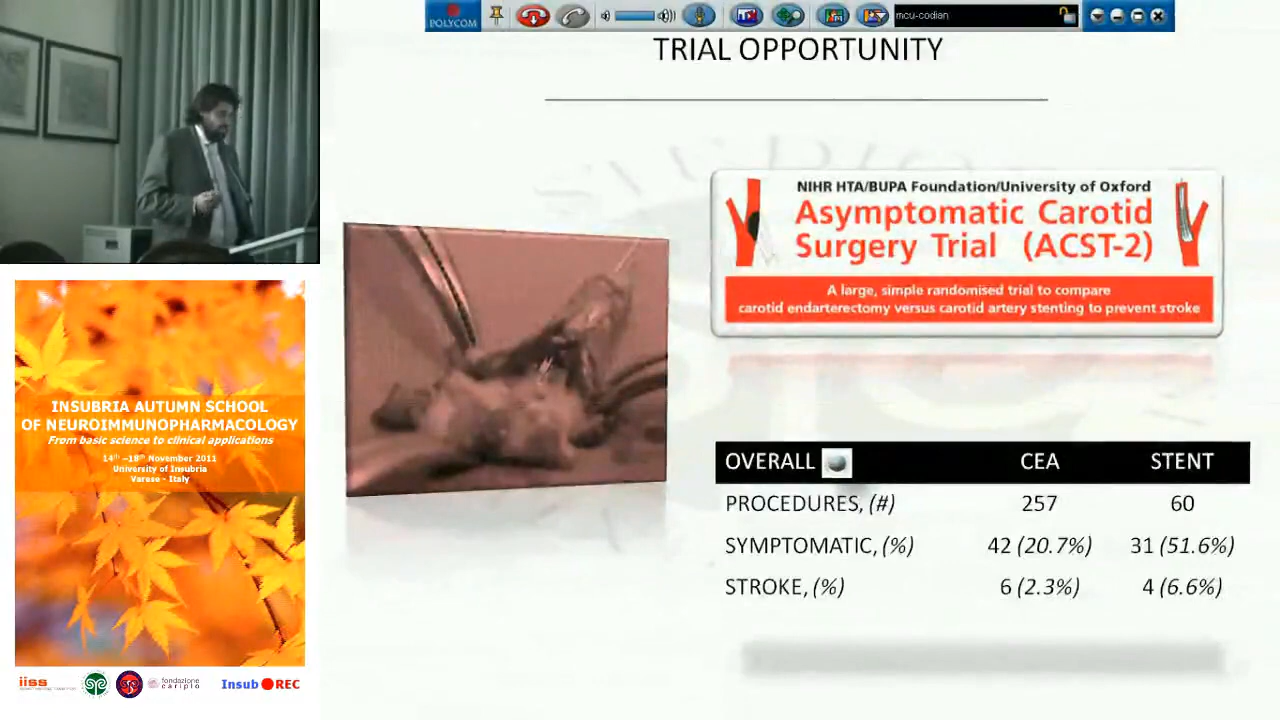 POLYCOM
mcu-codian
TRIAL OPPORTUNITY
NIHR HTA/BUPA Foundation/University of Oxford
Asymptomatic Carotid
Surgery Trial (ACST-2)
A large, simple randomised trial to compare
carotid endarterectomy versus carotid artery stenting to prevent stroke
OVERALL CEA STENT
PROCEDURES, (#) 257 60
SYMPTOMATIC, (%) 42 (20.7%) 31 (51.6%)
STROKE, (%) 6 (2.3%) 4 (6.6%)
INSUBRIA AUTUMN SCHOOL
OF NEUROIMMUNOPHARMACOLOGY
From basic science to clinical applications
14th -18th November 2011
University of Insubria
Varese - Italy
iiss
fondazione
cariplo
Insub REC